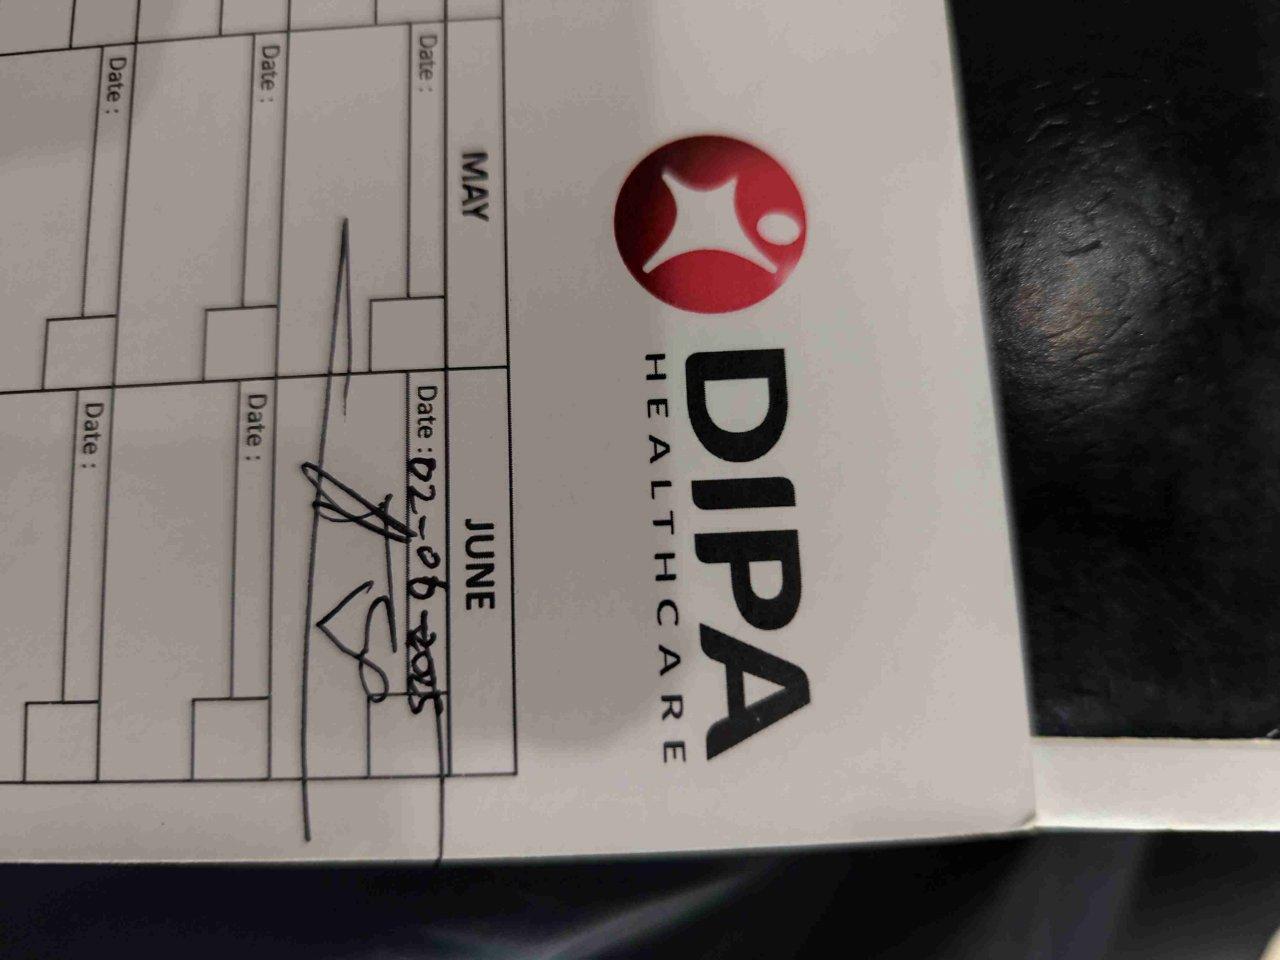 DIPA
HEALTHCARE
MAY JUNE
Date : Date : 02-06-2025
Date : Date :
Date : Date :